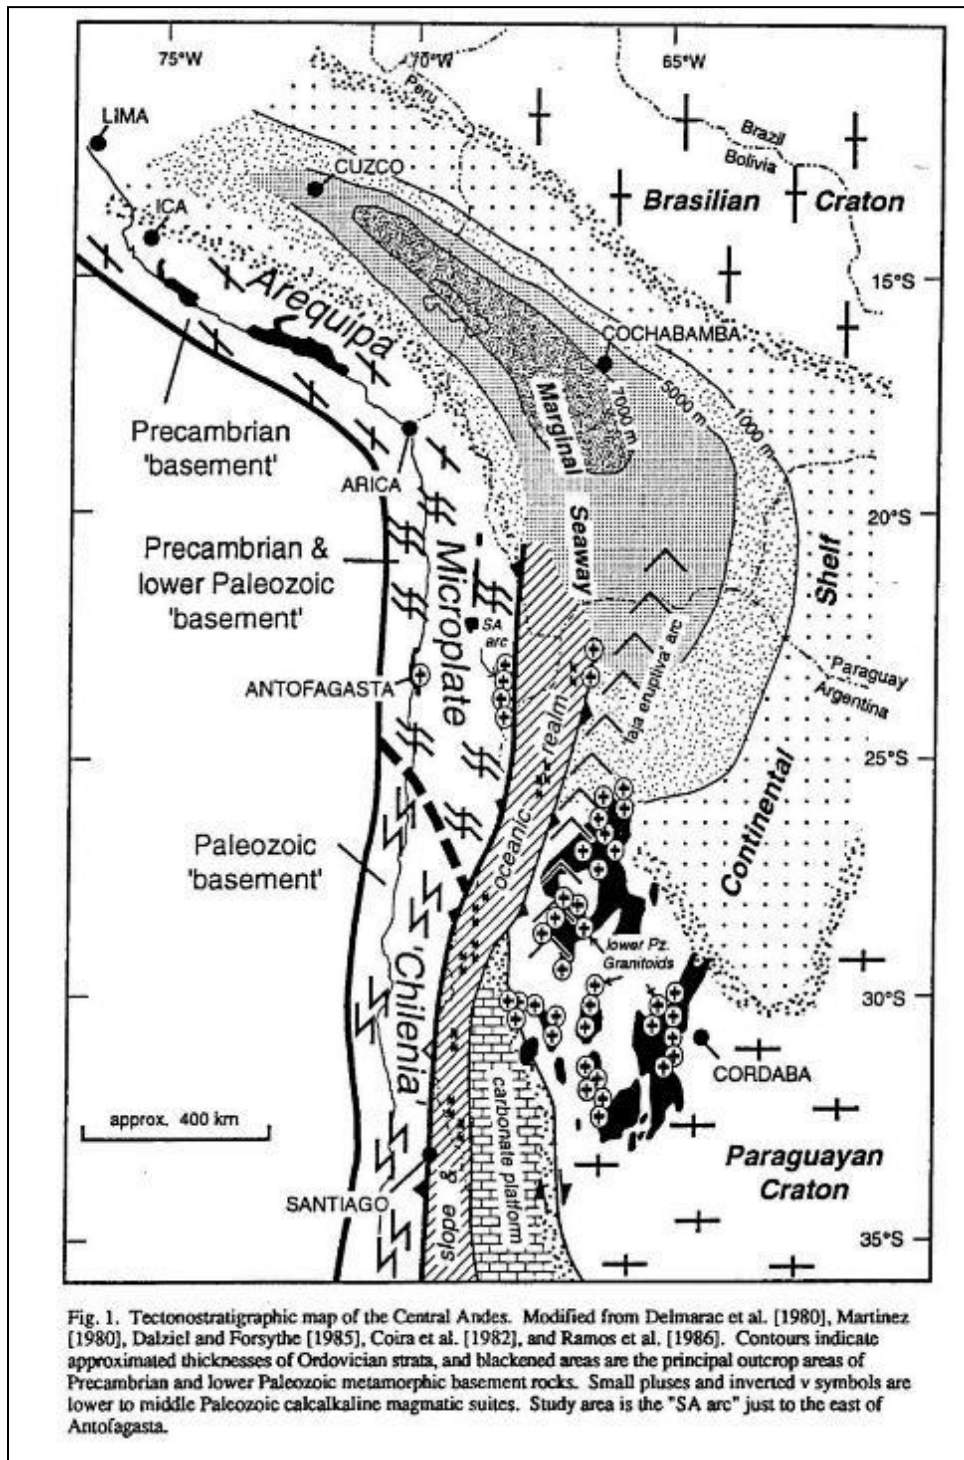 75°W
70°W
65°W
LIMA
Peru
Brazil
Bolivia
CUZCO
Brasilian Craton
ICA
15°S
Arequipa
COCHABAMBA
7000 m
5000 m
1000 m
Marginal
Precambrian
'basement'
ARICA
20°S
Seaway
Precambrian &
lower Paleozoic
'basement'
Microplate
Shelf
SA
arc
'faja eruptiva' arc
Paraguay
Argentina
ANTOFAGASTA
realm
25°S
Continental
oceanic
Paleozoic
'basement'
lower Pz.
Granitoids
'Chilenia'
30°S
CORDABA
carbonate platform
approx. 400 km
Paraguayan
Craton
SANTIAGO
slope &
35°S
Fig. 1. Tectonostratigraphic map of the Central Andes. Modified from Delmarac et al. [1980], Martinez
[1980], Dalziel and Forsythe [1985], Coira et al. [1982], and Ramos et al. [1986]. Contours indicate
approximated thicknesses of Ordovician strata, and blackened areas are the principal outcrop areas of
Precambrian and lower Paleozoic metamorphic basement rocks. Small pluses and inverted v symbols are
lower to middle Paleozoic calcalkaline magmatic suites. Study area is the "SA arc" just to the east of
Antofagasta.